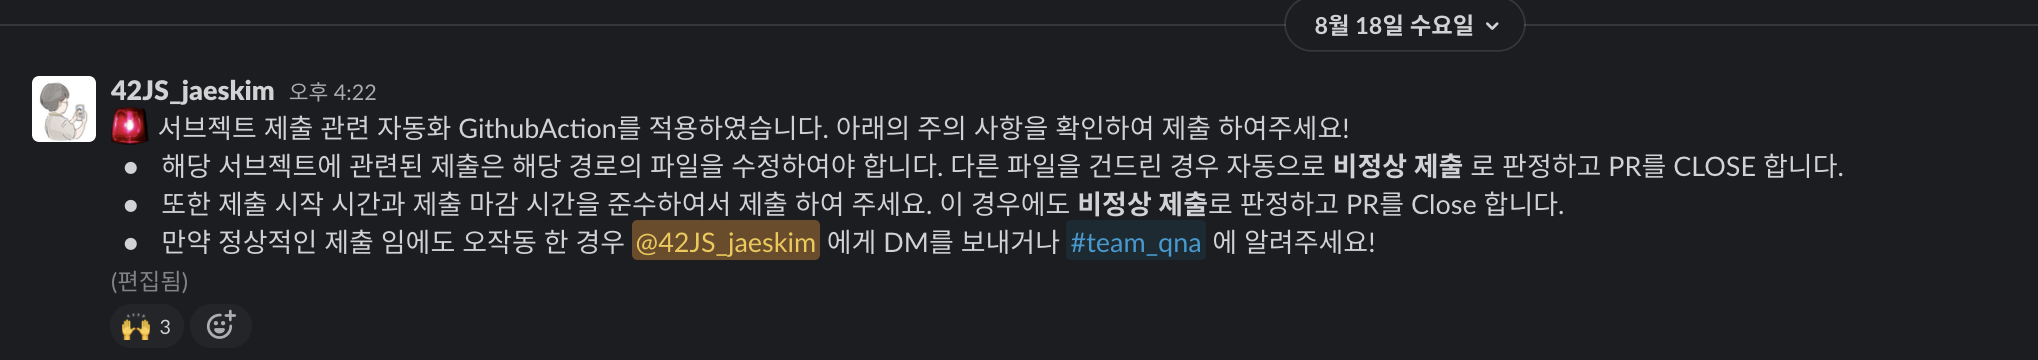 8월 18일 수요일
42JS_jaeskim 오후 4:22
서브젝트 제출 관련 자동화 GithubAction를 적용하였습니다. 아래의 주의 사항을 확인하여 제출 하여주세요!
• 해당 서브젝트에 관련된 제출은 해당 경로의 파일을 수정하여야 합니다. 다른 파일을 건드린 경우 자동으로 비정상 제출 로 판정하고 PR를 CLOSE 합니다.
• 또한 제출 시작 시간과 제출 마감 시간을 준수하여서 제출 하여 주세요. 이 경우에도 비정상 제출로 판정하고 PR를 Close 합니다.
• 만약 정상적인 제출 임에도 오작동 한 경우 @42JS_jaeskim 에게 DM를 보내거나 #team_qna 에 알려주세요!
(편집됨)
3